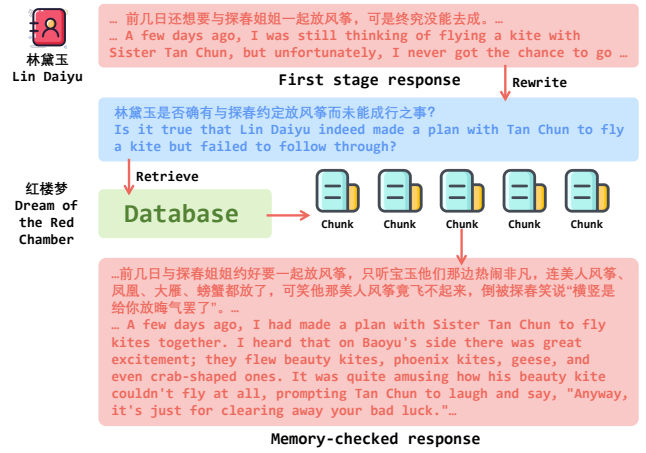 … 前几日还想要与探春姐姐一起放风筝，可是终究没能去成。…
… A few days ago, I was still thinking of flying a kite with
Sister Tan Chun, but unfortunately, I never got the chance to go …
林黛玉
Lin Daiyu
First stage response
Rewrite
林黛玉是否确有与探春约定放风筝而未能成行之事？
Is it true that Lin Daiyu indeed made a plan with Tan Chun to fly
a kite but failed to follow through?
Retrieve
红楼梦
Dream of
the Red
Chamber
Database
Chunk
Chunk
Chunk
Chunk
Chunk
…前几日与探春姐姐约好要一起放风筝，只听宝玉他们那边热闹非凡，连美人风筝、
凤凰、大雁、螃蟹都放了，可笑他那美人风筝竟飞不起来，倒被探春笑说“横竖是
给你放晦气罢了”。…
… A few days ago, I had made a plan with Sister Tan Chun to fly
kites together. I heard that on Baoyu's side there was great
excitement; they flew beauty kites, phoenix kites, geese, and
even crab-shaped ones. It was quite amusing how his beauty kite
couldn't fly at all, prompting Tan Chun to laugh and say, "Anyway,
it's just for clearing away your bad luck."…
Memory-checked response